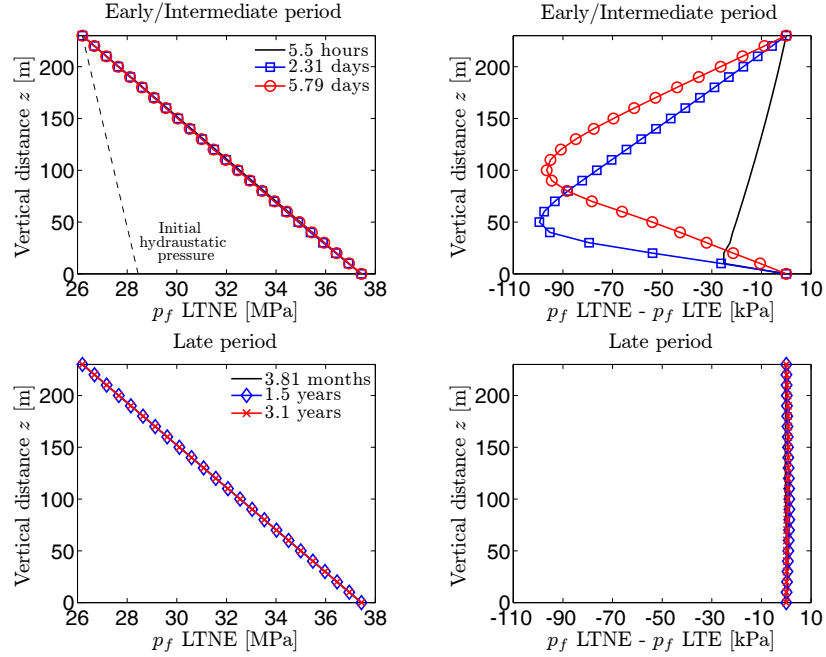 Early/Intermediate period
Vertical distance z [m]
200
150
100
50
0
26 28 30 32 34 36 38
p_f LTNE [MPa]
5.5 hours
2.31 days
5.79 days
Initial
hydraustatic
pressure
Early/Intermediate period
Vertical distance z [m]
200
150
100
50
0
-110 -90 -70 -50 -30 -10 10
p_f LTNE - p_f LTE [kPa]
Late period
Vertical distance z [m]
200
150
100
50
0
26 28 30 32 34 36 38
p_f LTNE [MPa]
3.81 months
1.5 years
3.1 years
Late period
Vertical distance z [m]
200
150
100
50
0
-110 -90 -70 -50 -30 -10 10
p_f LTNE - p_f LTE [kPa]